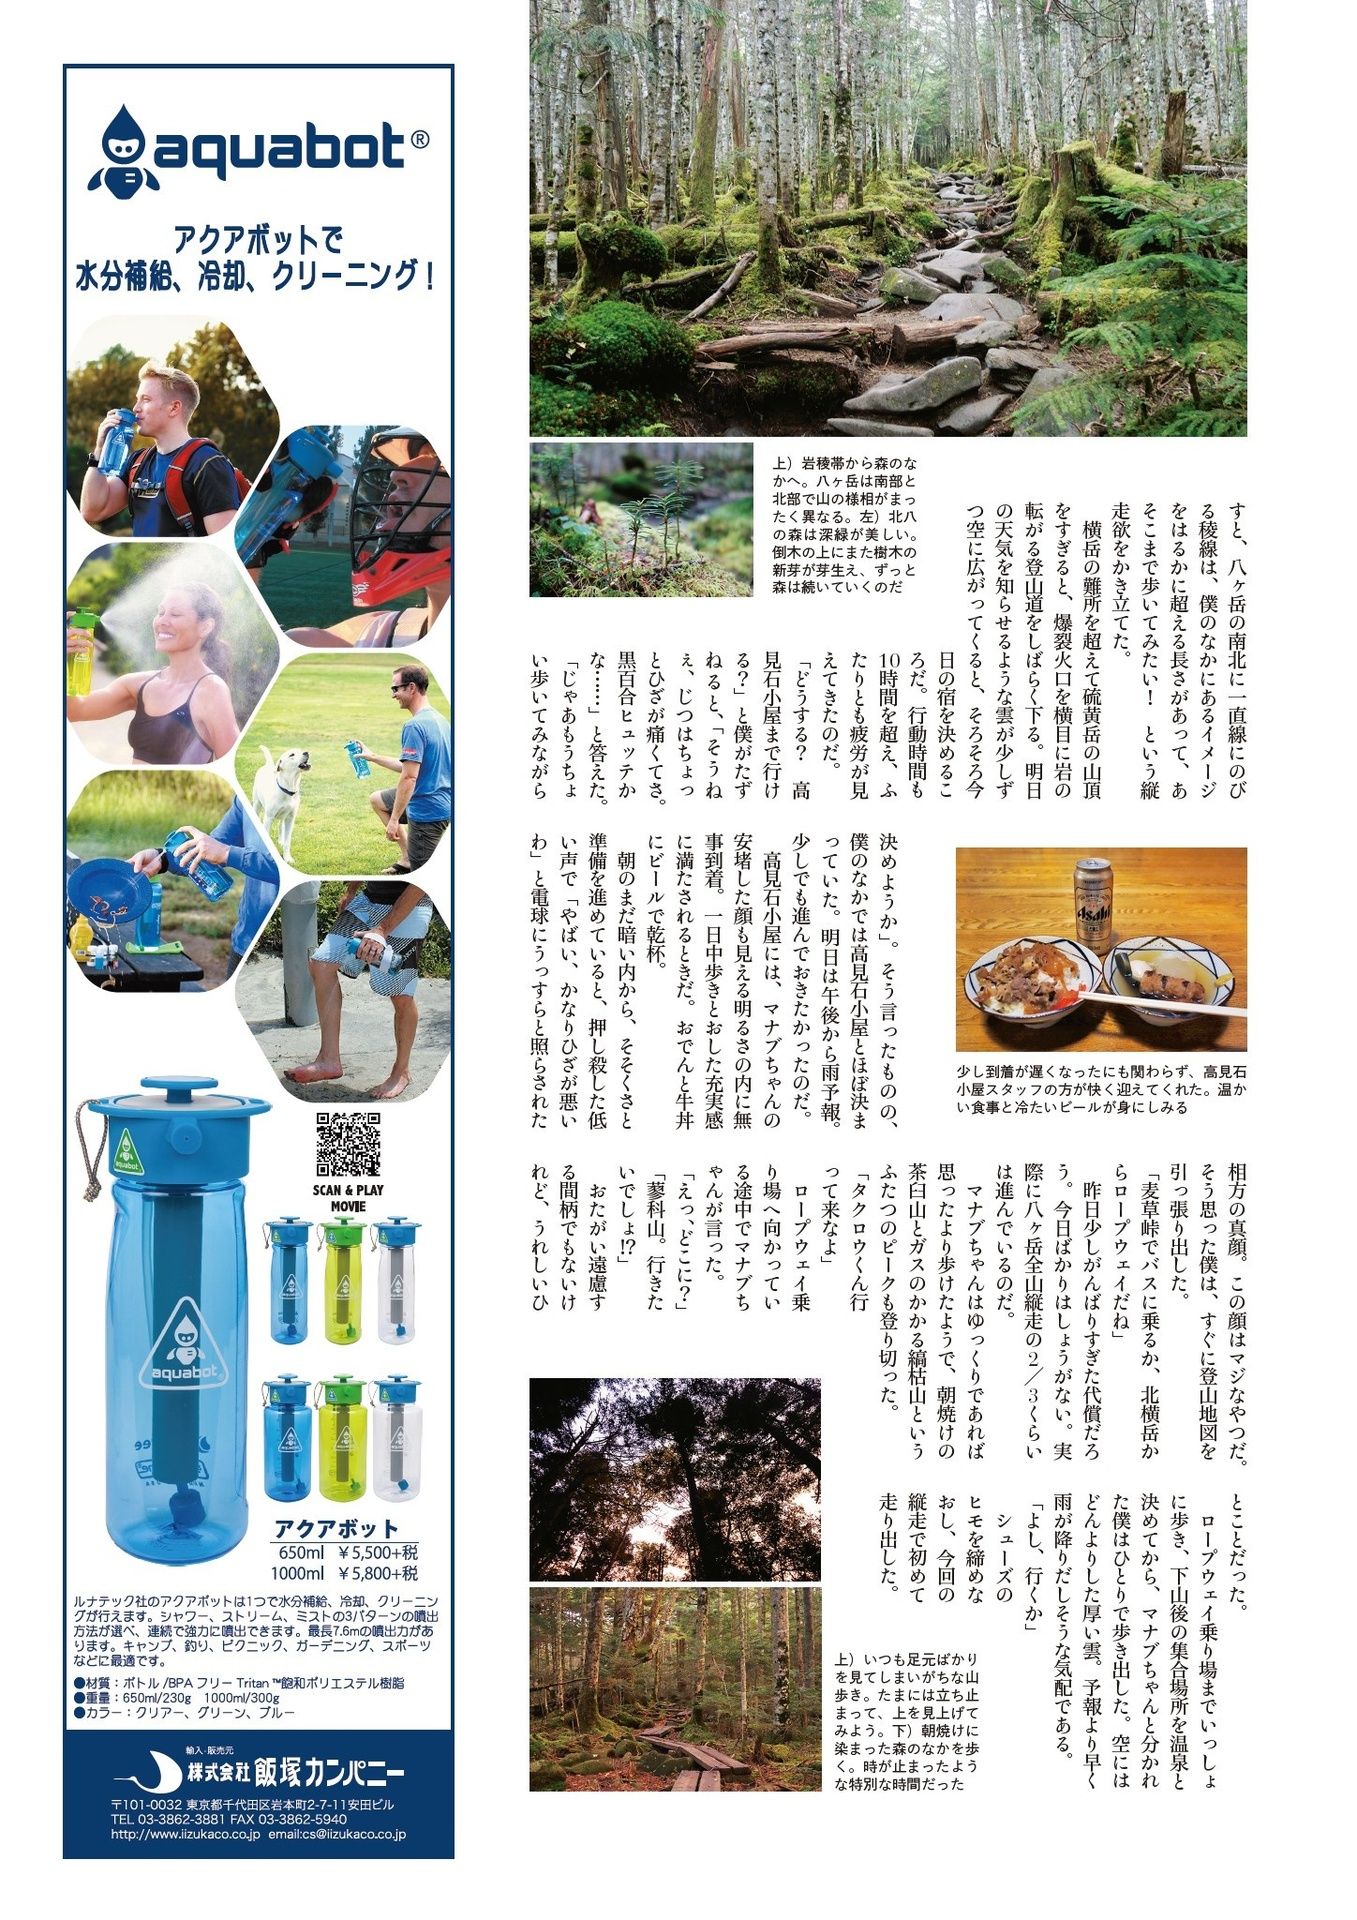 すと、八ヶ岳の南北に一直線にのび
る稜線は、僕のなかにあるイメージ
をはるかに超える長さがあって、あ
そこまで歩いてみたい！　という縦
走欲をかき立てた。
　横岳の難所を超えて硫黄岳の山頂
をすぎると、爆裂火口を横目に岩の
転がる登山道をしばらく下る。明日
の天気を知らせるような雲が少しず
つ空に広がってくると、そろそろ今
日の宿を決めるこ
ろだ。行動時間も
10時間を超え、ふ
たりとも疲労が見
えてきたのだ。
「どうする？　高
見石小屋まで行け
る？」と僕がたず
ねると、「そうね
ぇ、じつはちょっ
とひざが痛くてさ。
黒百合ヒュッテか
な……」と答えた。
「じゃあもうちょ
い歩いてみながら
決めようか」。そう言ったものの、
僕のなかでは高見石小屋とほぼ決ま
っていた。明日は午後から雨予報。
少しでも進んでおきたかったのだ。
　高見石小屋には、マナブちゃんの
安堵した顔も見える明るさの内に無
事到着。一日中歩きとおした充実感
に満たされるときだ。おでんと牛丼
にビールで乾杯。
　朝のまだ暗い内から、そそくさと
準備を進めていると、押し殺した低
い声で「やばい、かなりひざが悪い
わ」と電球にうっすらと照らされた
相方の真顔。この顔はマジなやつだ。
そう思った僕は、すぐに登山地図を
引っ張り出した。
「麦草峠でバスに乗るか、北横岳か
らロープウェイだね」
　昨日少しがんばりすぎた代償だろ
う。今日ばかりはしょうがない。実
際に八ヶ岳全山縦走の2／3くらい
は進んでいるのだ。
　マナブちゃんはゆっくりであれば
思ったより歩けたようで、朝焼けの
茶臼山とガスのかかる縞枯山という
ふたつのピークも登り切った。
「タクロウくん行
って来なよ」
　ロープウェイ乗
り場へ向かってい
る途中でマナブち
ゃんが言った。
「えっ、どこに？」
「蓼科山。行きた
いでしょ!?」
　おたがい遠慮す
る間柄でもないけ
れど、うれしいひ
とことだった。
　ロープウェイ乗り場までいっしょ
に歩き、下山後の集合場所を温泉と
決めてから、マナブちゃんと分かれ
た僕はひとりで歩き出した。空には
どんよりした厚い雲。予報より早く
雨が降りだしそうな気配である。
「よし、行くか」
　シューズの
ヒモを締めな
おし、今回の
縦走で初めて
走り出した。
上）岩稜帯から森のな
かへ。八ヶ岳は南部と
北部で山の様相がまっ
たく異なる。左）北八
の森は深緑が美しい。
倒木の上にまた樹木の
新芽が芽生え、ずっと
森は続いていくのだ
Asahi
少し到着が遅くなったにも関わらず、高見石
小屋スタッフの方が快く迎えてくれた。温か
い食事と冷たいビールが身にしみる
上）いつも足元ばかり
を見てしまいがちな山
歩き。たまには立ち止
まって、上を見上げて
みよう。下）朝焼けに
染まった森のなかを歩
く。時が止まったよう
な特別な時間だった
aquabot®
アクアボットで
水分補給、冷却、クリーニング！
SCAN & PLAY
MOVIE
aquabot
aquabot
アクアボット
650ml　￥5,500+税
1000ml　￥5,800+税
ルナテック社のアクアボットは1つで水分補給、冷却、クリーニン
グが行えます。シャワー、ストリーム、ミストの3パターンの噴出
方法が選べ、連続で強力に噴出できます。最長7.6mの噴出力があ
ります。キャンプ、釣り、ピクニック、ガーデニング、スポーツ
などに最適です。
●材質：ボトル /BPA フリー Tritan ™飽和ポリエステル樹脂
●重量：650ml/230g　1000ml/300g
●カラー：クリアー、グリーン、ブルー
輸入・販売元
株式会社 飯塚カンパニー
〒101-0032 東京都千代田区岩本町2-7-11安田ビル
TEL 03-3862-3881 FAX 03-3862-5940
http://www.iizukaco.co.jp email:cs@iizukaco.co.jp